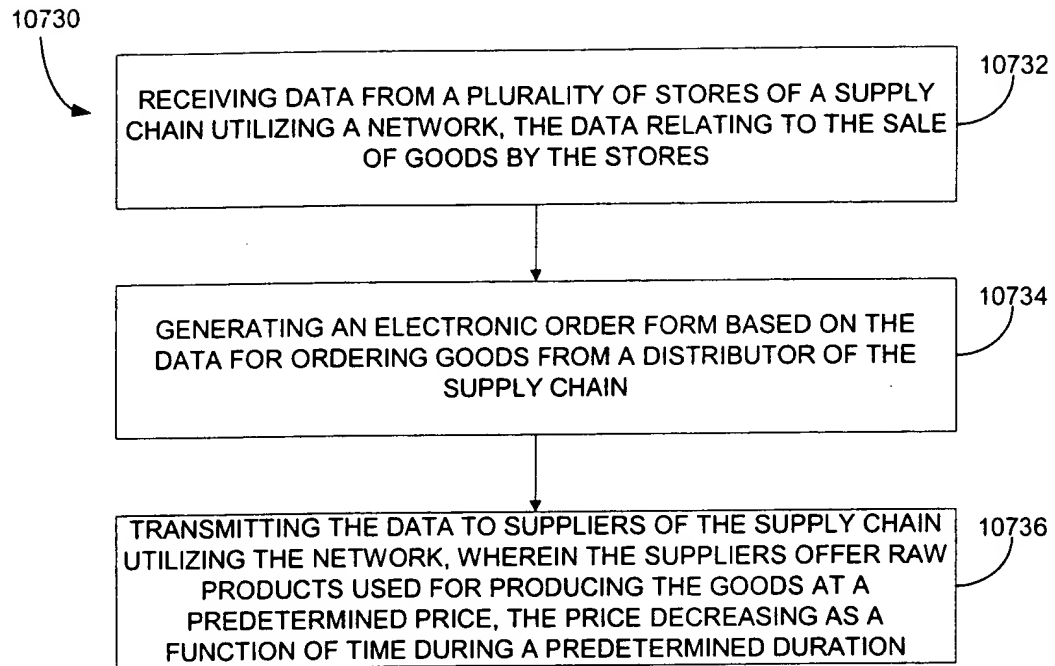 10730
RECEIVING DATA FROM A PLURALITY OF STORES OF A SUPPLY
CHAIN UTILIZING A NETWORK, THE DATA RELATING TO THE SALE
OF GOODS BY THE STORES
10732
GENERATING AN ELECTRONIC ORDER FORM BASED ON THE
DATA FOR ORDERING GOODS FROM A DISTRIBUTOR OF THE
SUPPLY CHAIN
10734
TRANSMITTING THE DATA TO SUPPLIERS OF THE SUPPLY CHAIN
UTILIZING THE NETWORK, WHEREIN THE SUPPLIERS OFFER RAW
PRODUCTS USED FOR PRODUCING THE GOODS AT A
PREDETERMINED PRICE, THE PRICE DECREASING AS A
FUNCTION OF TIME DURING A PREDETERMINED DURATION
10736